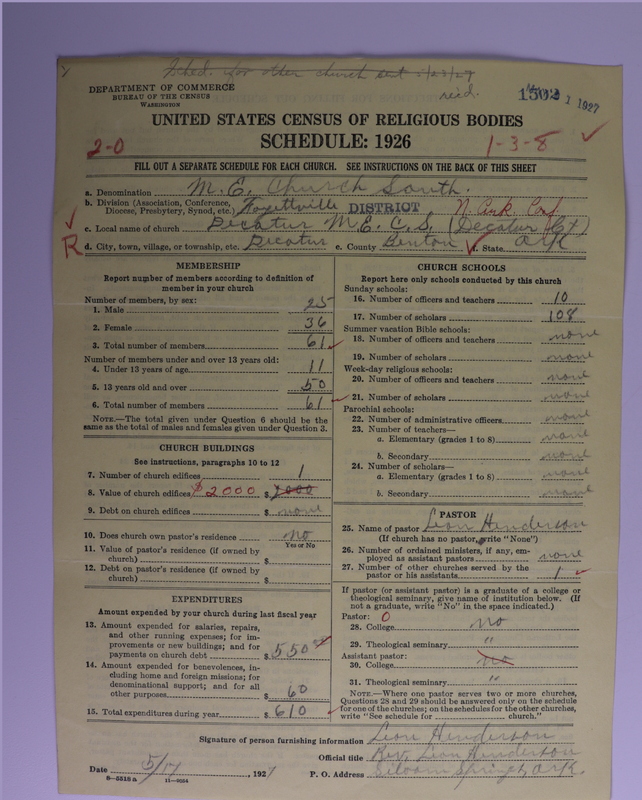 Sched. for other church sent 5/23/27
rec'd.
DEPARTMENT OF COMMERCE
BUREAU OF THE CENSUS
WASHINGTON
1502
1 1927
UNITED STATES CENSUS OF RELIGIOUS BODIES
2-0 SCHEDULE: 1926 1-3-8
FILL OUT A SEPARATE SCHEDULE FOR EACH CHURCH. SEE INSTRUCTIONS ON THE BACK OF THIS SHEET
a. Denomination M.E. Church South.
b. Division (Association, Conference,
Diocese, Presbytery, Synod, etc.) Fayettville DISTRICT N. Ark. Conf
c. Local name of church Decatur M.E.C.S. (Decatur Ct)
R d. City, town, village, or township, etc. Decatur e. County Benton f. State Ark
MEMBERSHIP
Report number of members according to definition of
member in your church
Number of members, by sex:
1. Male 25
2. Female 36
3. Total number of members 61
Number of members under and over 13 years old:
4. Under 13 years of age 11
5. 13 years old and over 50
6. Total number of members 61
NOTE.—The total given under Question 6 should be the
same as the total of males and females given under Question 3.
CHURCH BUILDINGS
See instructions, paragraphs 10 to 12
7. Number of church edifices 1
8. Value of church edifices $2000 $
9. Debt on church edifices $ none
10. Does church own pastor's residence no
Yes or No
11. Value of pastor's residence (if owned by
church) $
12. Debt on pastor's residence (if owned by
church) $
EXPENDITURES
Amount expended by your church during last fiscal year
13. Amount expended for salaries, repairs,
and other running expenses; for im-
provements or new buildings; and for
payments on church debt $ 550
14. Amount expended for benevolences, in-
cluding home and foreign missions; for
denominational support; and for all
other purposes $ 60
15. Total expenditures during year $ 610
CHURCH SCHOOLS
Report here only schools conducted by this church
Sunday schools:
16. Number of officers and teachers 10
17. Number of scholars 108
Summer vacation Bible schools:
18. Number of officers and teachers none
19. Number of scholars none
Week-day religious schools:
20. Number of officers and teachers none
21. Number of scholars none
Parochial schools:
22. Number of administrative officers none
23. Number of teachers—
a. Elementary (grades 1 to 8) none
b. Secondary none
24. Number of scholars—
a. Elementary (grades 1 to 8) none
b. Secondary none
PASTOR
25. Name of pastor Leon Henderson
(If church has no pastor, write "None")
26. Number of ordained ministers, if any, em-
ployed as assistant pastors none
27. Number of other churches served by the
pastor or his assistants 1
If pastor (or assistant pastor) is a graduate of a college or
theological seminary, give name of institution below. (If
not a graduate, write "No" in the space indicated.)
Pastor: 0
28. College no
29. Theological seminary "
Assistant pastor:
30. College no
31. Theological seminary "
NOTE.—Where one pastor serves two or more churches,
Questions 28 and 29 should be answered only on the schedule
for one of the churches; on the schedules for the other churches,
write "See schedule for church."
Signature of person furnishing information Leon Henderson
Official title Rev. Leon Henderson
Date 5/17, 1927 P. O. Address Siloam Springs, Ark.
8—5518 a 11—9034